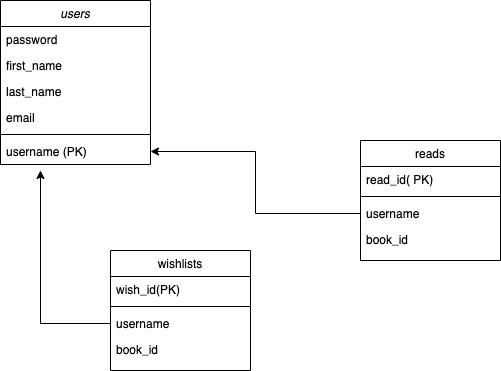 users
password
first_name
last_name
email
username (PK)
reads
read_id( PK)
username
book_id
wishlists
wish_id(PK)
username
book_id